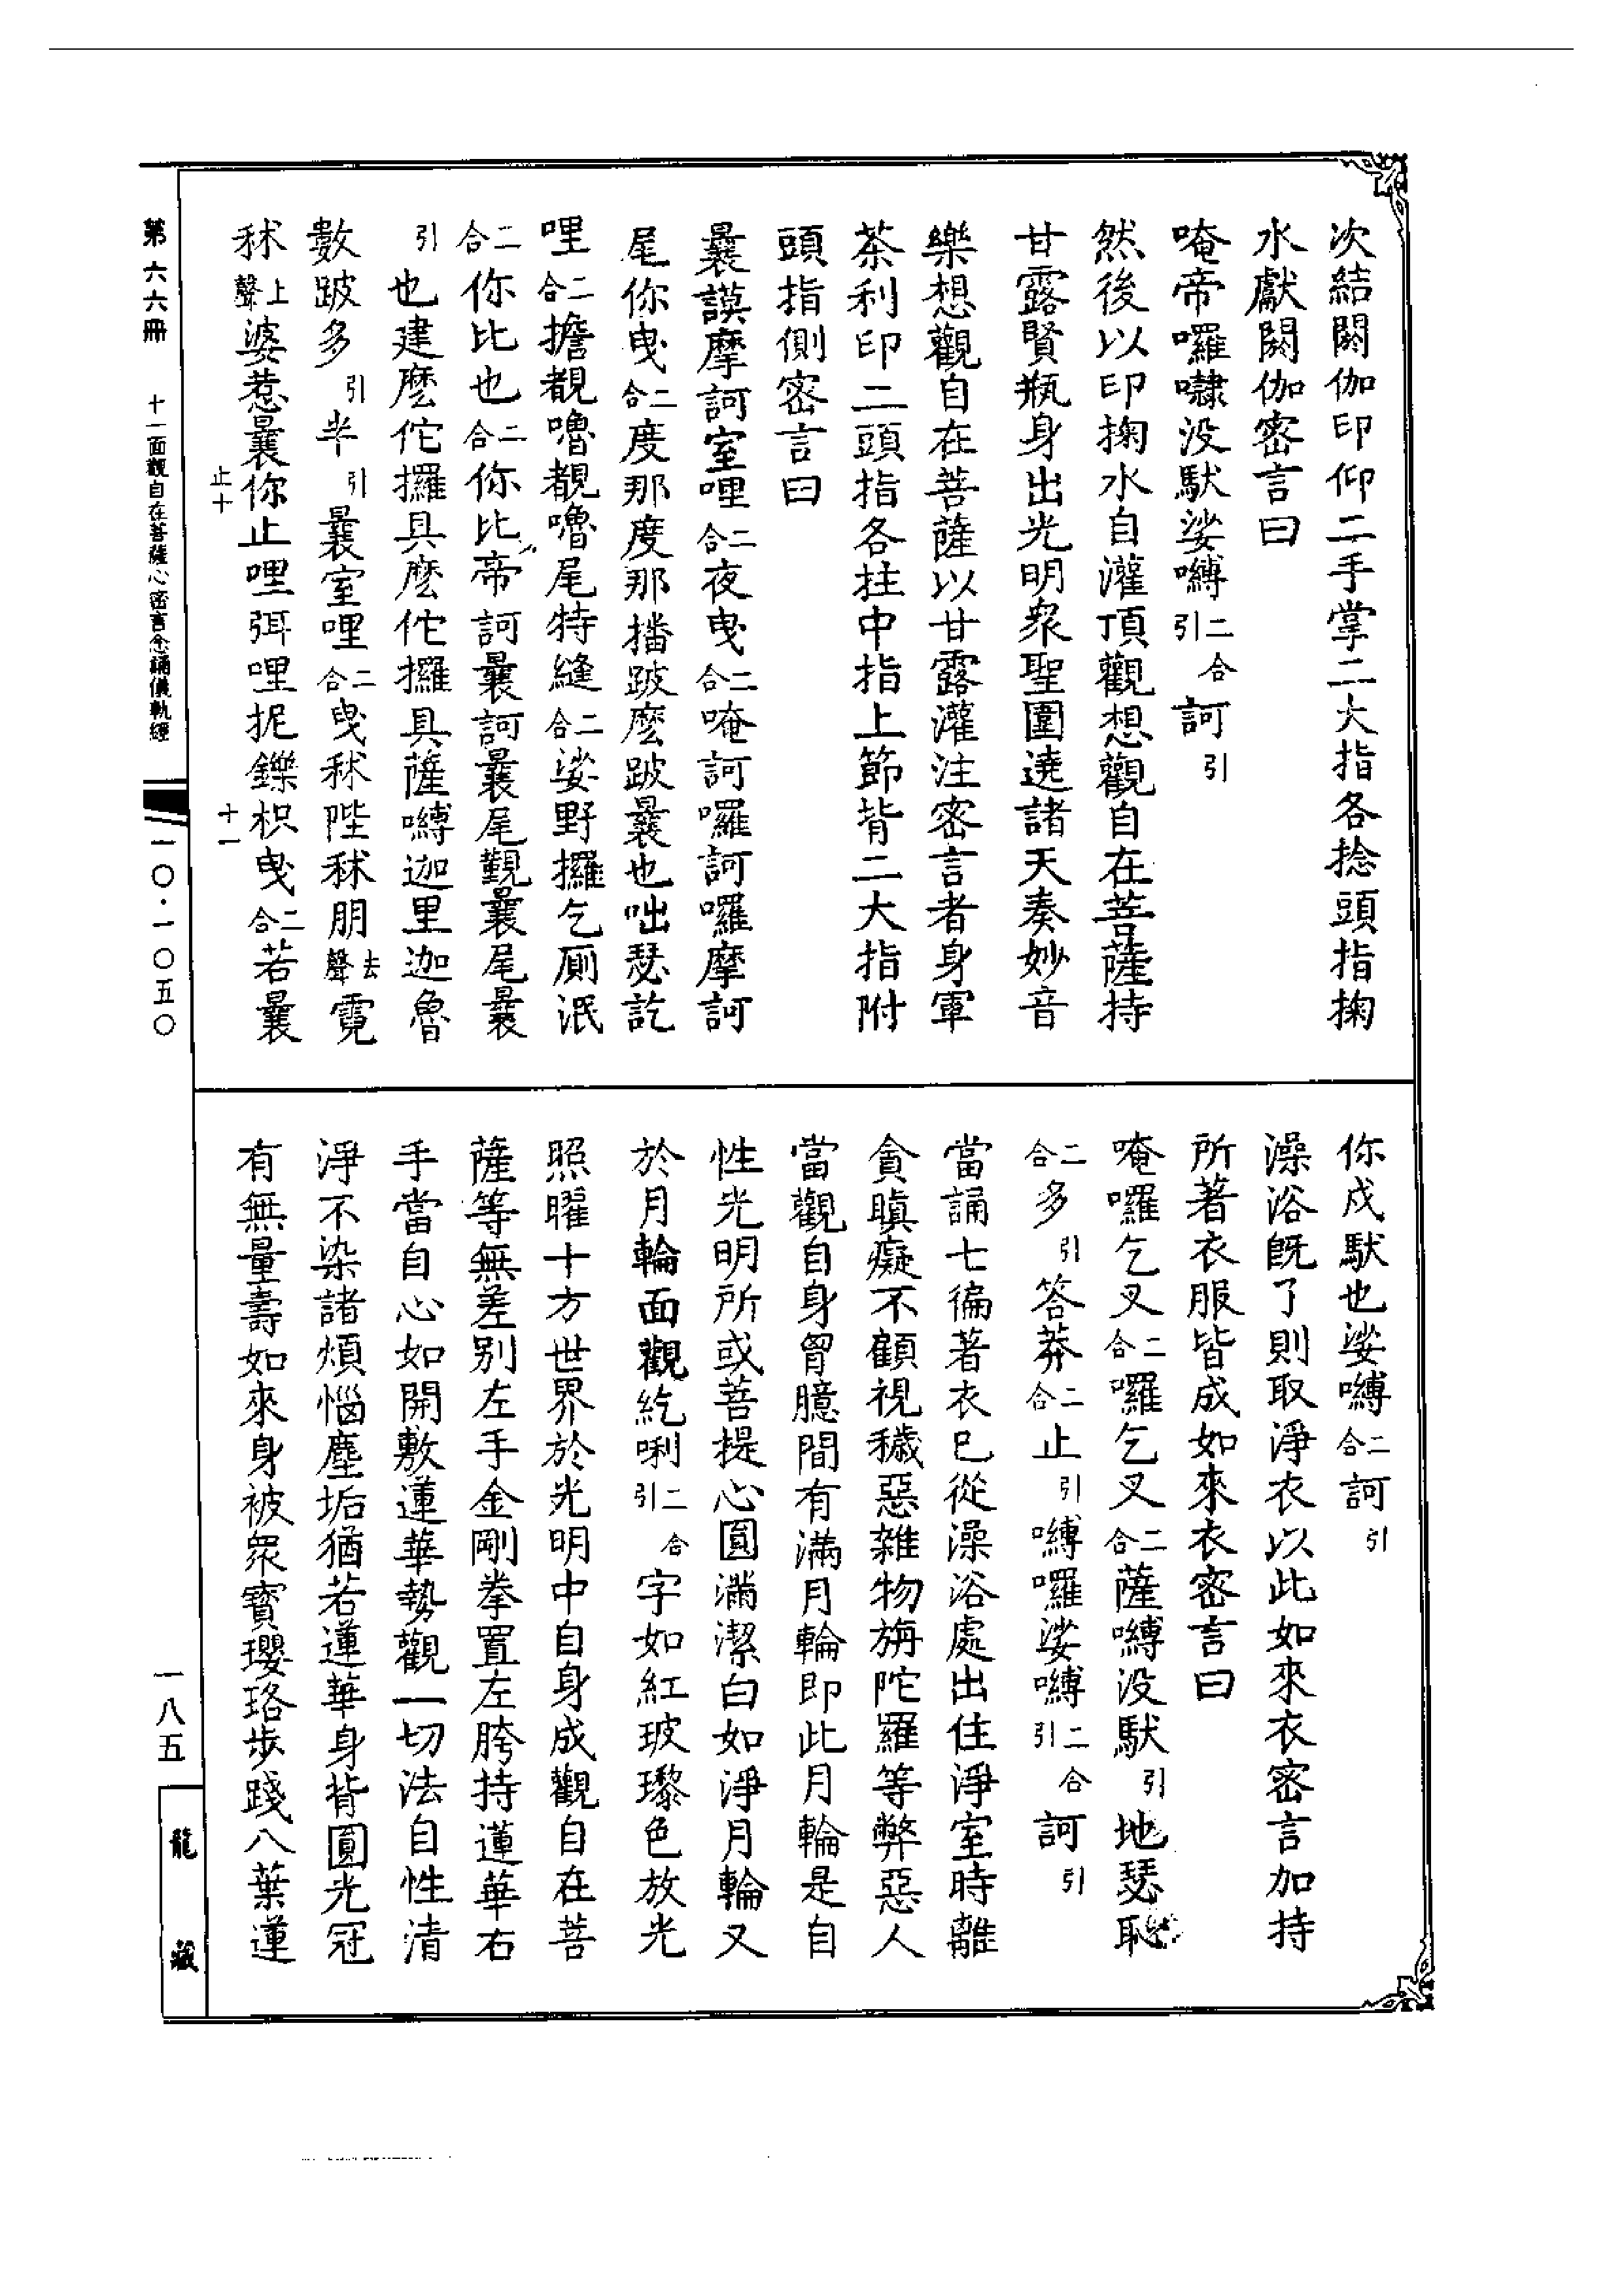 次結閼伽印仰二手掌二大指各捻頭指掬
水獻閼伽密言曰
唵帝囉嚧没馱娑嚩二合引訶引
然後以印掬水自灌頂觀想觀自在菩薩持
甘露賢瓶身出光明衆聖圍遶諸天奏妙音
樂想觀自在菩薩以甘露灌注密言者身軍
荼利印二頭指各拄中指上節背二大指附
頭指側密言曰
曩謨摩訶室哩二合夜曳二合唵訶囉訶囉摩訶
尾你曳二合度那度那播跛麽跛曩也咄瑟訖
哩二合擔覩嚕覩嚕尾特縫二合娑野攞乞厠泯
二合你比也二合你比帝訶曩訶曩尾覲曩尾曩
引也建麽佗攞具麽佗攞具薩嚩迦里迦魯
數跛多引半引曩室哩二合曳秫陛秫朋去聲霓
秫上聲婆惹曩你止哩弭哩抳鑠枳曳二合若曩
你戍馱也娑嚩二合訶引
澡浴旣了則取淨衣以此如來衣密言加持
所著衣服皆成如來衣密言曰
唵囉乞叉二合囉乞叉二合薩嚩没馱引地瑟恥
二合多引答莽二合止引嚩囉娑嚩二合引訶引
當誦七徧著衣已從澡浴處出住淨室時離
貪瞋癡不顧視穢惡雜物旃陀羅等弊惡人
當觀自身胷臆間有滿月輪即此月輪是自
性光明所或菩提心圓滿潔白如淨月輪又
於月輪面觀紇唎二合引字如紅玻瓈色放光
照曜十方世界於光明中自身成觀自在菩
薩等無差别左手金剛拳置左胯持蓮華右
手當自心如開敷蓮華勢觀一切法自性清
淨不染諸煩惱塵垢猶若蓮華身背圓光冠
有無量壽如來身被眾寳瓔珞步踐八葉蓮
止十
十一
第六六冊 十一面觀自在菩薩心密言念誦儀軌經 一〇·一〇五〇
一八五
龍藏